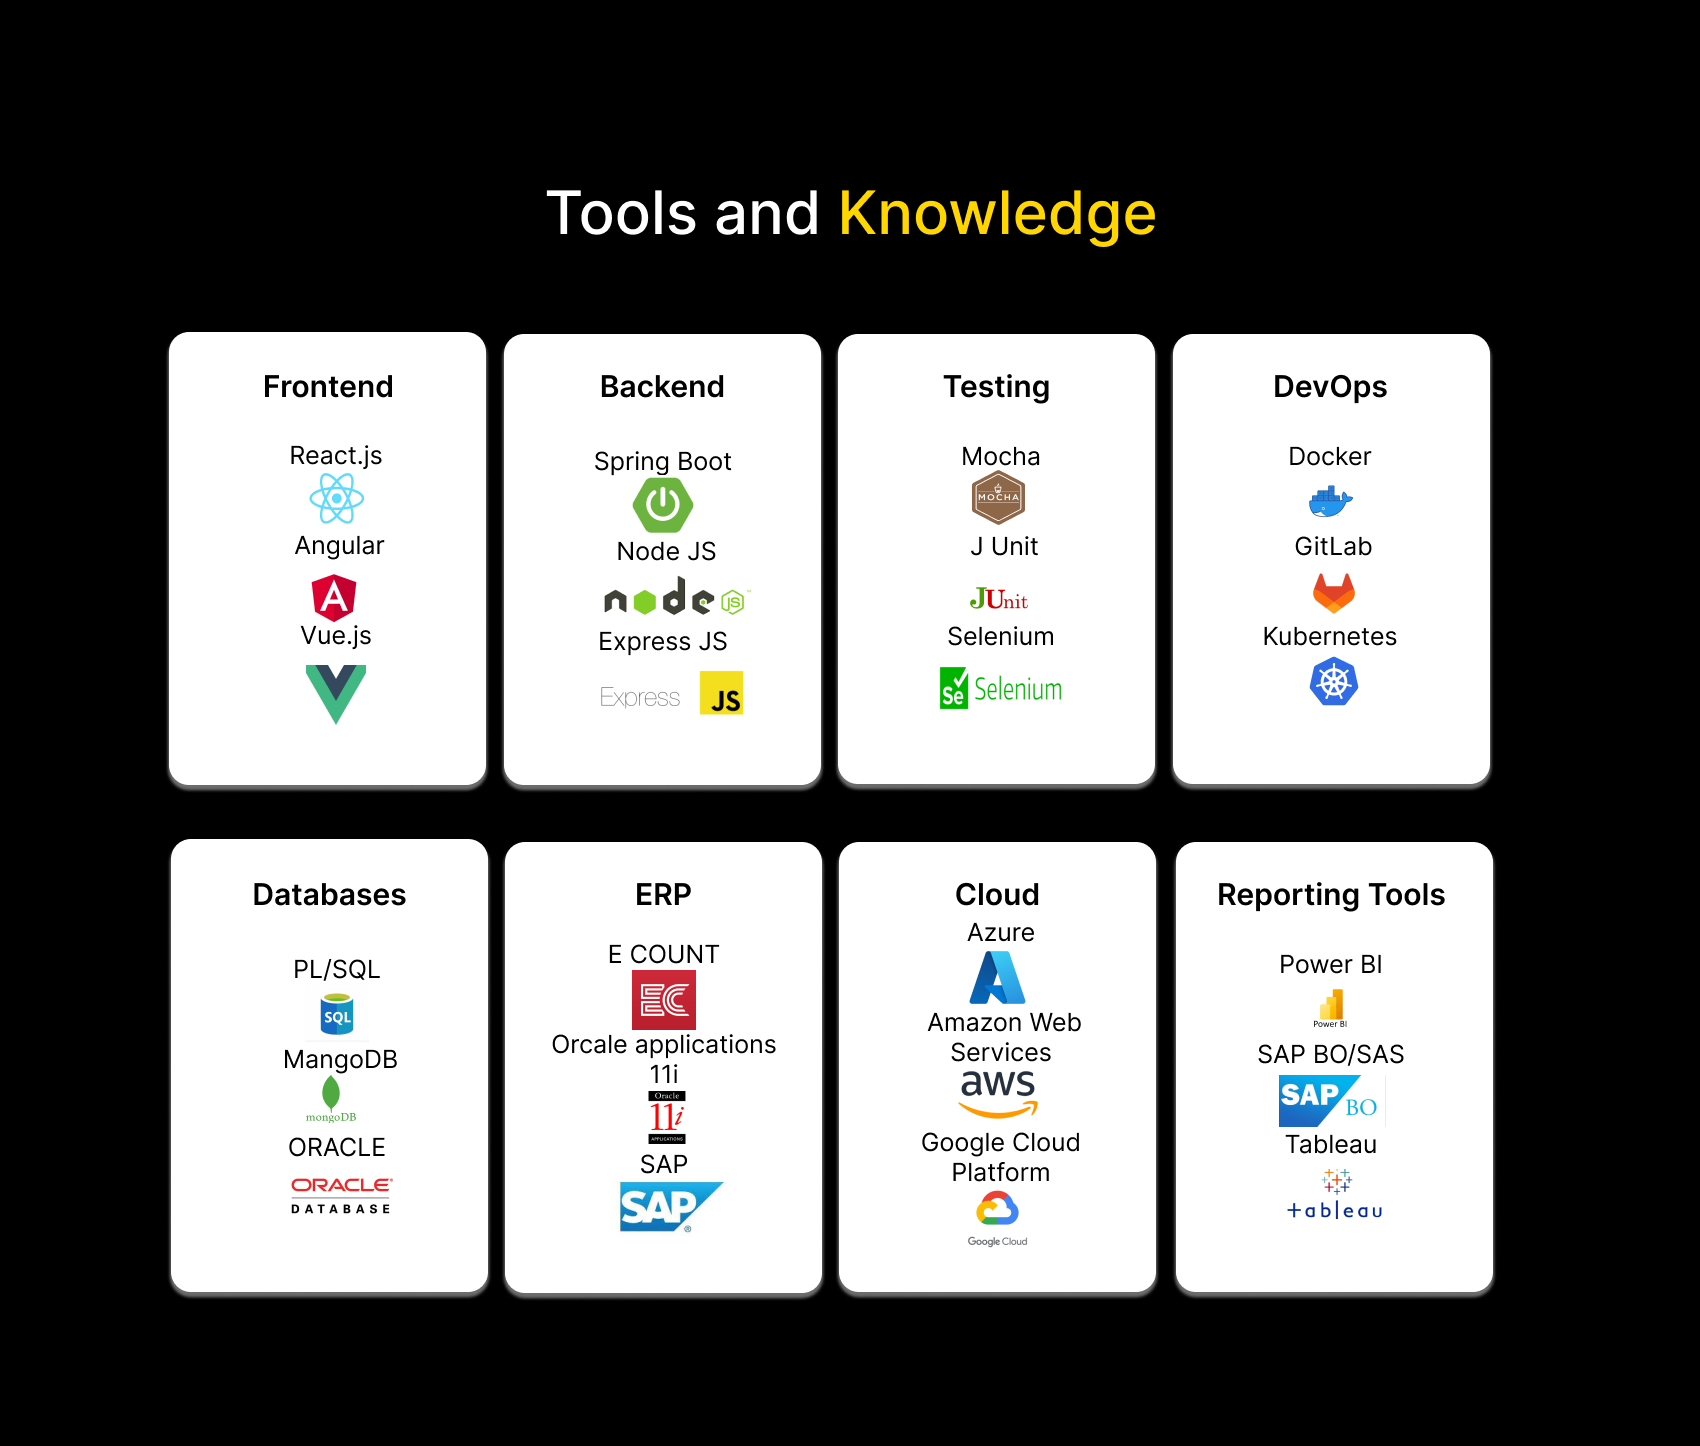 Tools and Knowledge
Frontend
React.js
Angular
A
Vue.js
Backend
Spring Boot
Node JS
node JS
Express JS
Express JS
Testing
Mocha
MOCHA
J Unit
JUnit
Selenium
Se Selenium
DevOps
Docker
GitLab
Kubernetes
Databases
PL/SQL
SQL
MangoDB
mongoDB
ORACLE
ORACLE®
DATABASE
ERP
E COUNT
EC
Orcale applications
11i
Oracle
11i
APPLICATIONS
SAP
SAP®
Cloud
Azure
Amazon Web
Services
aws
Google Cloud
Platform
Google Cloud
Reporting Tools
Power BI
Power BI
SAP BO/SAS
SAP BO
Tableau
+ableau